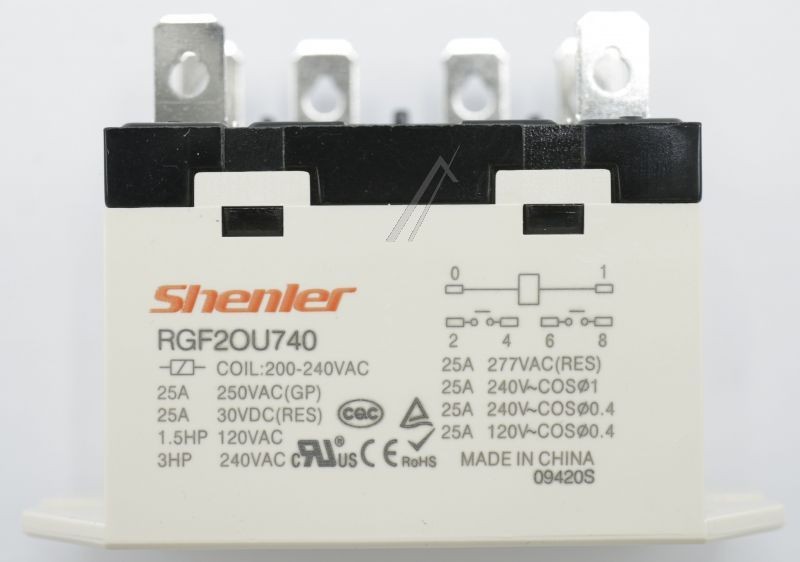 Shenler
RGF2OU740
COIL:200-240VAC
25A 250VAC(GP)
25A 30VDC(RES)
1.5HP 120VAC
3HP 240VAC
CQC
c RU ® US CE RoHS
0 1
2 4 6 8
25A 277VAC(RES)
25A 240V~COSØ1
25A 240V~COSØ0.4
25A 120V~COSØ0.4
MADE IN CHINA
09420S